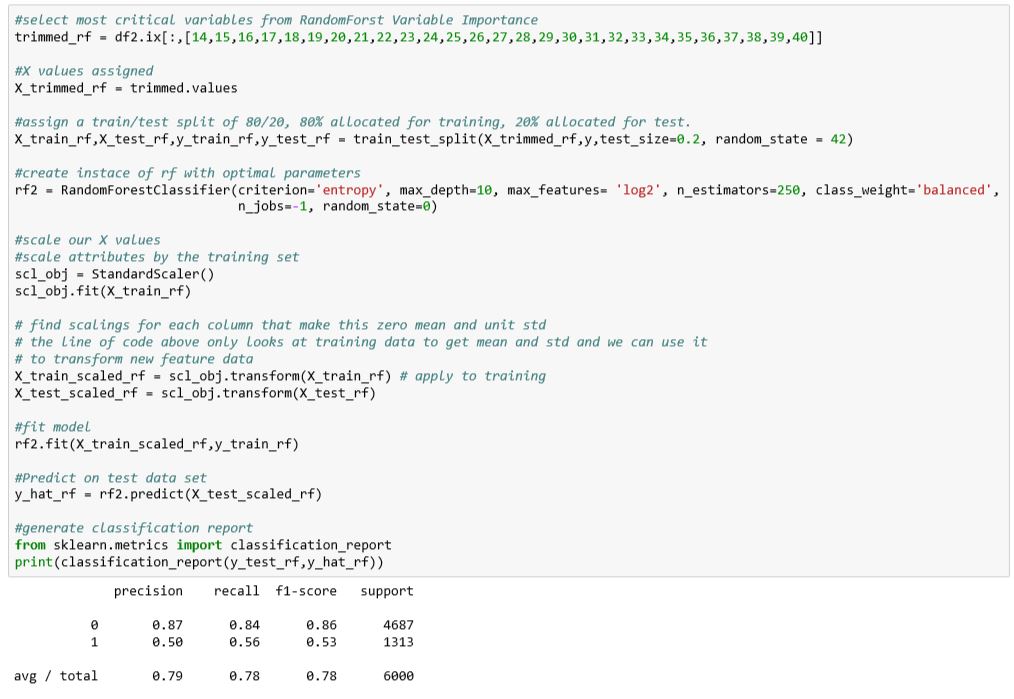 #select most critical variables from RandomForst Variable Importance
trimmed_rf = df2.ix[:,[14,15,16,17,18,19,20,21,22,23,24,25,26,27,28,29,30,31,32,33,34,35,36,37,38,39,40]]
#X values assigned
X_trimmed_rf = trimmed.values
#assign a train/test split of 80/20, 80% allocated for training, 20% allocated for test.
X_train_rf,X_test_rf,y_train_rf,y_test_rf = train_test_split(X_trimmed_rf,y,test_size=0.2, random_state = 42)
#create instace of rf with optimal parameters
rf2 = RandomForestClassifier(criterion='entropy', max_depth=10, max_features= 'log2', n_estimators=250, class_weight='balanced',
n_jobs=-1, random_state=0)
#scale our X values
#scale attributes by the training set
scl_obj = StandardScaler()
scl_obj.fit(X_train_rf)
# find scalings for each column that make this zero mean and unit std
# the line of code above only looks at training data to get mean and std and we can use it
# to transform new feature data
X_train_scaled_rf = scl_obj.transform(X_train_rf) # apply to training
X_test_scaled_rf = scl_obj.transform(X_test_rf)
#fit model
rf2.fit(X_train_scaled_rf,y_train_rf)
#Predict on test data set
y_hat_rf = rf2.predict(X_test_scaled_rf)
#generate classification report
from sklearn.metrics import classification_report
print(classification_report(y_test_rf,y_hat_rf))
precision recall f1-score support
0 0.87 0.84 0.86 4687
1 0.50 0.56 0.53 1313
avg / total 0.79 0.78 0.78 6000